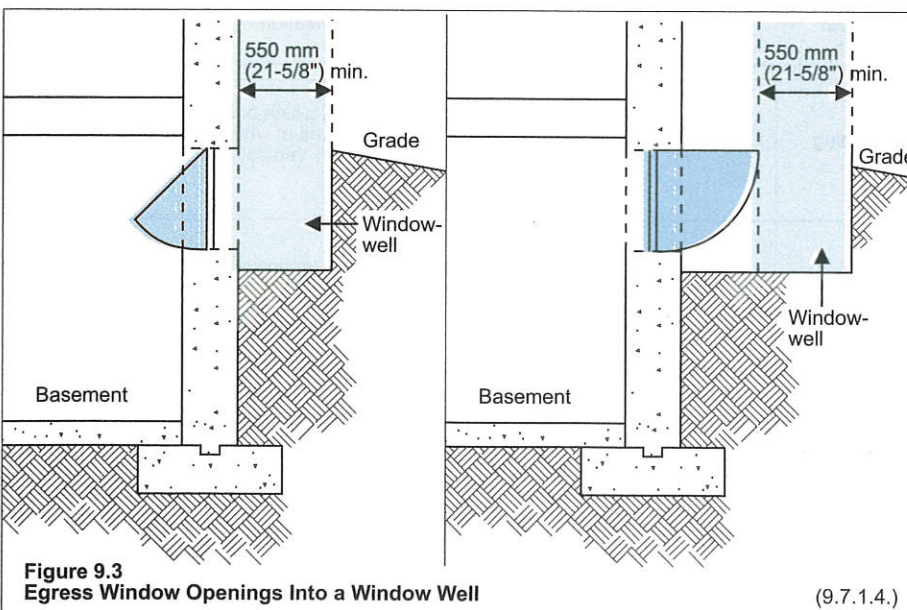 550 mm
(21-5/8") min.
Grade
Window-
well
Basement
550 mm
(21-5/8") min.
Grade
Window-
well
Basement
Figure 9.3
Egress Window Openings Into a Window Well
(9.7.1.4.)